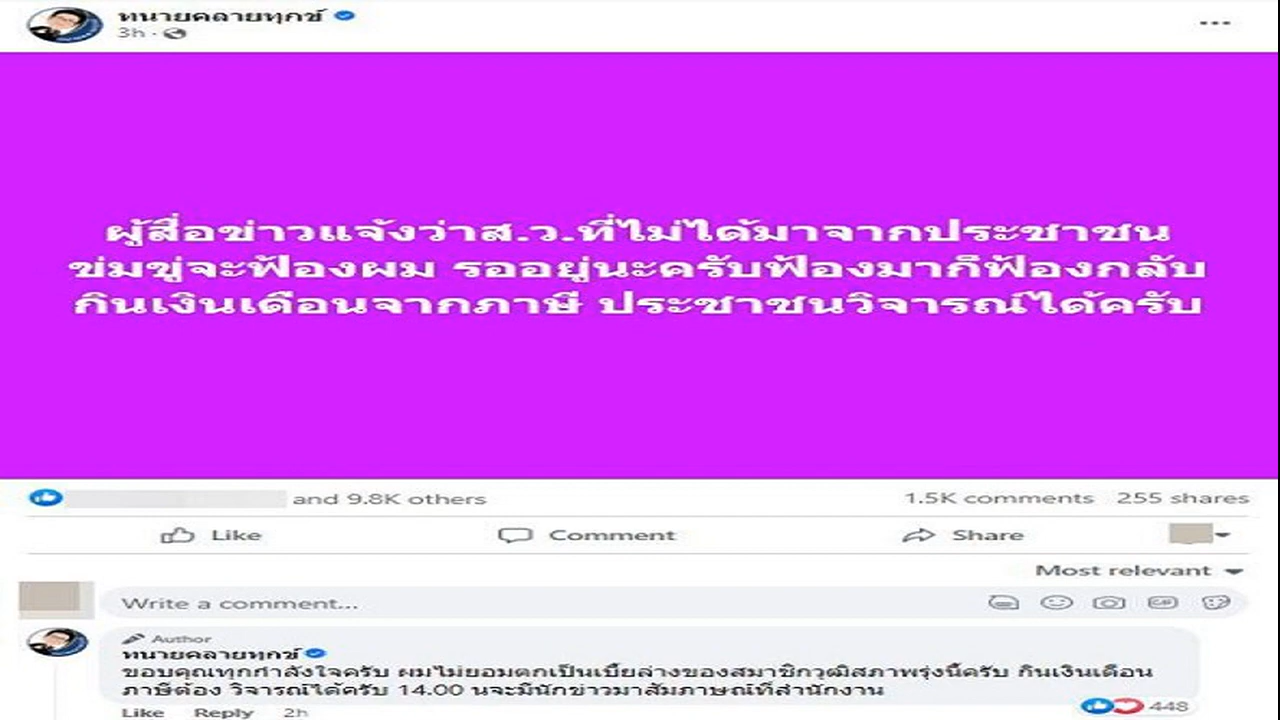 ทนายคลายทุกข์
3h ·
ผู้สื่อข่าวแจ้งว่าส.ว.ที่ไม่ได้มาจากประชาชน
ข่มขู่จะฟ้องผม รออยู่นะครับฟ้องมาก็ฟ้องกลับ
กินเงินเดือนจากภาษี ประชาชนวิจารณ์ได้ครับ
and 9.8K others 1.5K comments 255 shares
Like Comment Share
Most relevant
Write a comment... GIF
Author
ทนายคลายทุกข์
ขอบคุณทุกกำลังใจครับ ผมไม่ยอมตกเป็นเบี้ยล่างของสมาชิกวุฒิสภาพรุ่งนี้ครับ กินเงินเดือน
ภาษีต้อง วิจารณ์ได้ครับ 14.00 นจะมีนักข่าวมาสัมภาษณ์ที่สำนักงาน
Like Reply 2h 448